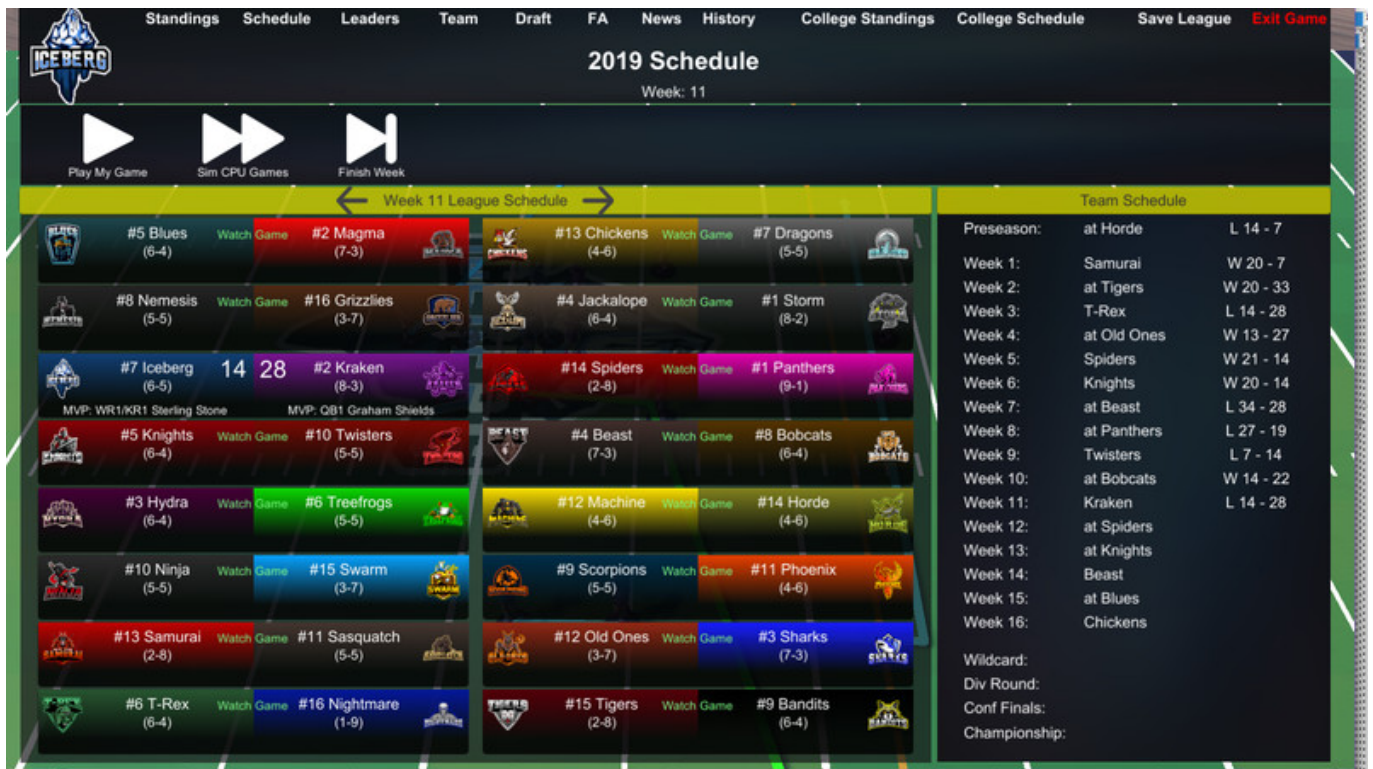 Standings Schedule Leaders Team Draft FA News History College Standings College Schedule Save League Exit Game
ICEBERG
2019 Schedule
Week: 11
Play My Game Sim CPU Games Finish Week
Week 11 League Schedule
#5 Blues Watch Game #2 Magma
(6-4) (7-3)
#13 Chickens Watch Game #7 Dragons
(4-6) (5-5)
#8 Nemesis Watch Game #16 Grizzlies
(5-5) (3-7)
#4 Jackalope Watch Game #1 Storm
(6-4) (8-2)
#7 Iceberg 14 28 #2 Kraken
(6-5) (8-3)
MVP: WR1/KR1 Sterling Stone MVP: QB1 Graham Shields
#14 Spiders Watch Game #1 Panthers
(2-8) (9-1)
#5 Knights Watch Game #10 Twisters
(6-4) (5-5)
#4 Beast Watch Game #8 Bobcats
(7-3) (6-4)
#3 Hydra Watch Game #6 Treefrogs
(6-4) (5-5)
#12 Machine Watch Game #14 Horde
(4-6) (4-6)
#10 Ninja Watch Game #15 Swarm
(5-5) (3-7)
#9 Scorpions Watch Game #11 Phoenix
(5-5) (4-6)
#13 Samurai Watch Game #11 Sasquatch
(2-8) (5-5)
#12 Old Ones Watch Game #3 Sharks
(3-7) (7-3)
#6 T-Rex Watch Game #16 Nightmare
(6-4) (1-9)
#15 Tigers Watch Game #9 Bandits
(2-8) (6-4)
Team Schedule
Preseason: at Horde L 14 - 7
Week 1: Samurai W 20 - 7
Week 2: at Tigers W 20 - 33
Week 3: T-Rex L 14 - 28
Week 4: at Old Ones W 13 - 27
Week 5: Spiders W 21 - 14
Week 6: Knights W 20 - 14
Week 7: at Beast L 34 - 28
Week 8: at Panthers L 27 - 19
Week 9: Twisters L 7 - 14
Week 10: at Bobcats W 14 - 22
Week 11: Kraken L 14 - 28
Week 12: at Spiders
Week 13: at Knights
Week 14: Beast
Week 15: at Blues
Week 16: Chickens
Wildcard:
Div Round:
Conf Finals:
Championship: